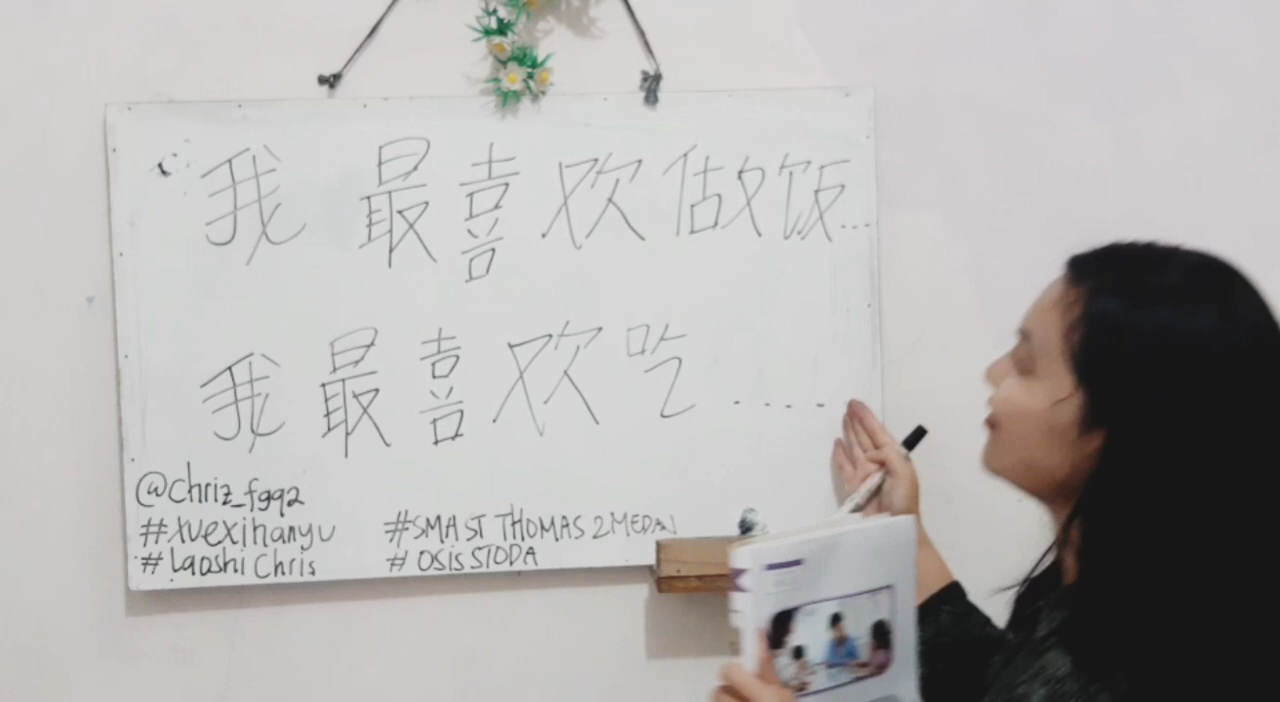 我最喜欢做饭...
我最喜欢吃.....
@chriz_fgq2
#xuexihanyu
#LaoshiChris
#SMA ST THOMAS 2 MEDAN
#OSIS STODA